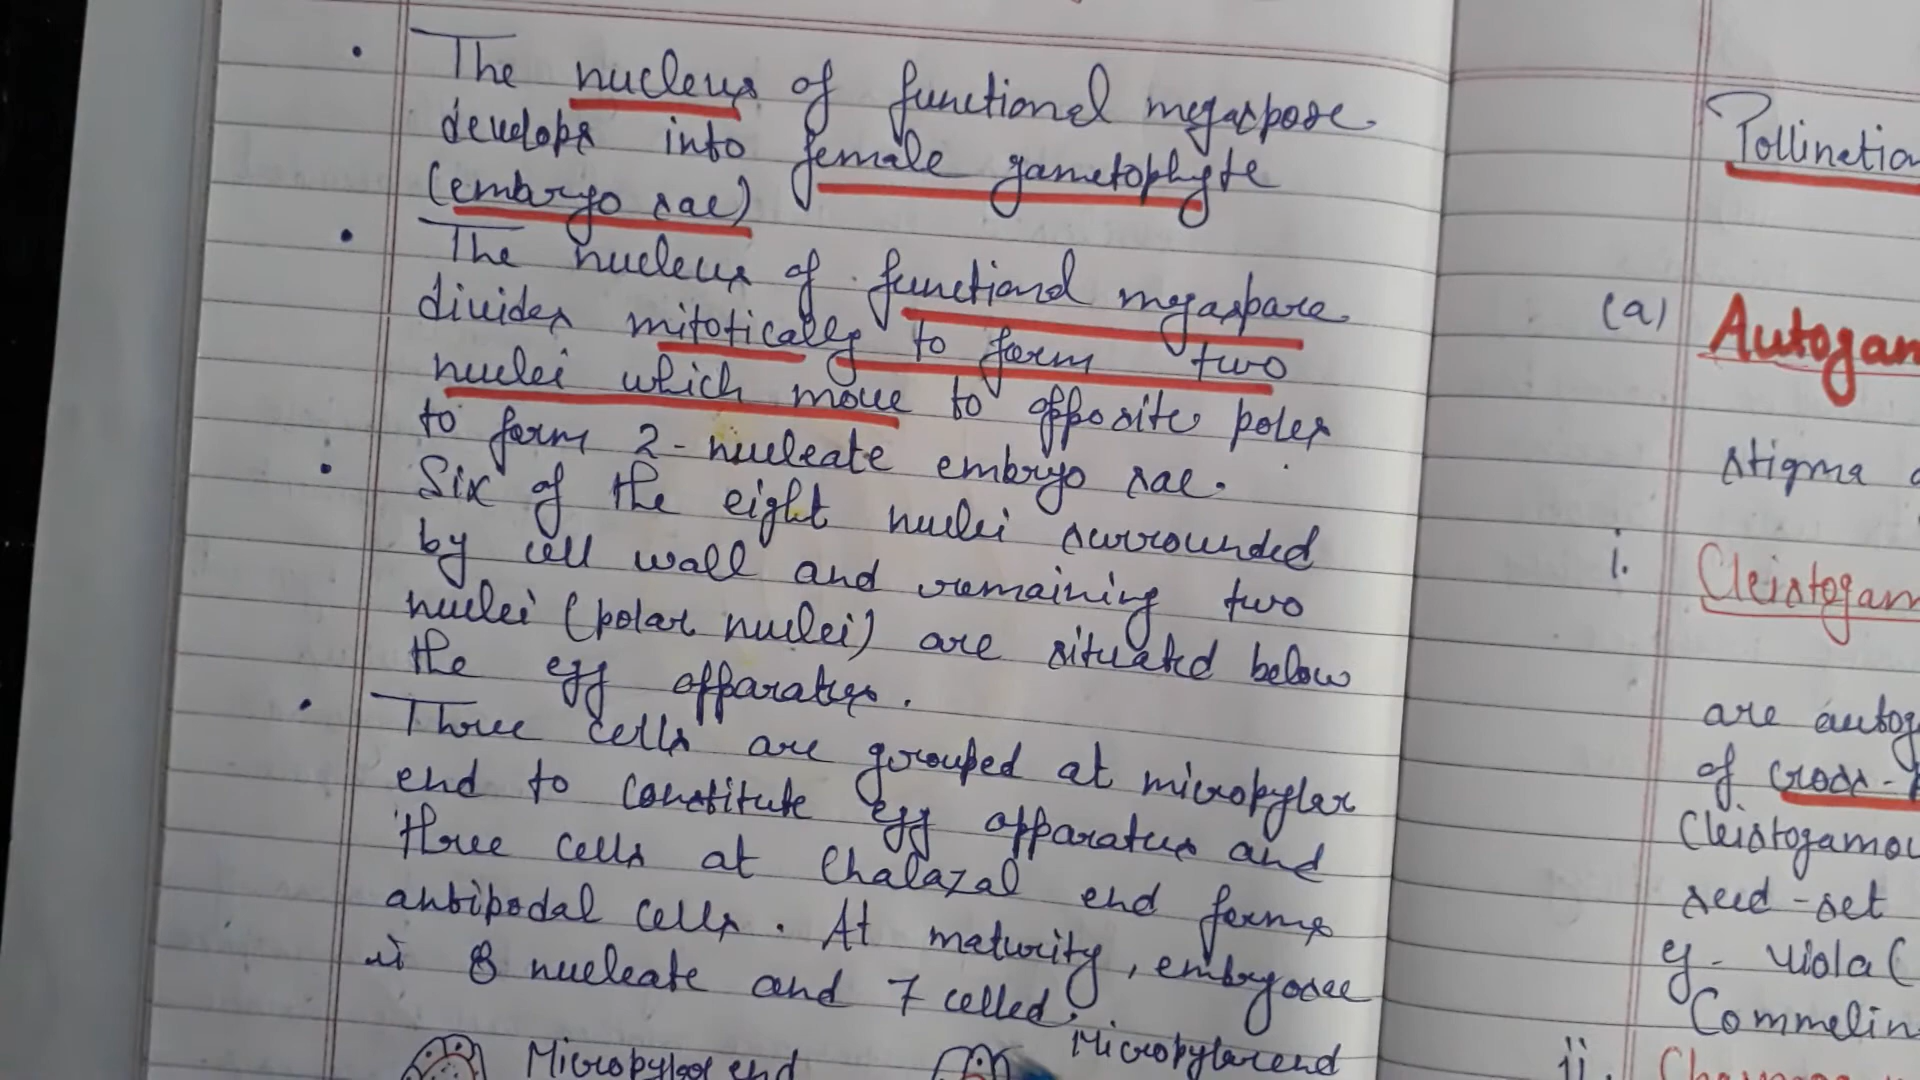 The nucleus of functional megaspore
develops into female gametophyte
(embryo sac)
The nucleus of functional megaspore
divides mitotically to form two
nuclei which move to opposite poles
to form 2-nucleate embryo sac.
Six of the eight nuclei surrounded
by cell wall and remaining two
nuclei (polar nuclei) are situated below
the egg apparatus.
Three cells are grouped at micropylar
end to constitute egg apparatus and
three cells at Chalazal end forms
antipodal cells. At maturity, embryosac
is 8 nucleate and 7 celled.
Micropylar end
Micropylar end
Pollinatio
(a) Autogam
stigma
i. Cleistogam
are autog
of cross-
Cleistogamou
seed-set
eg. Viola (
Commelin
ii.